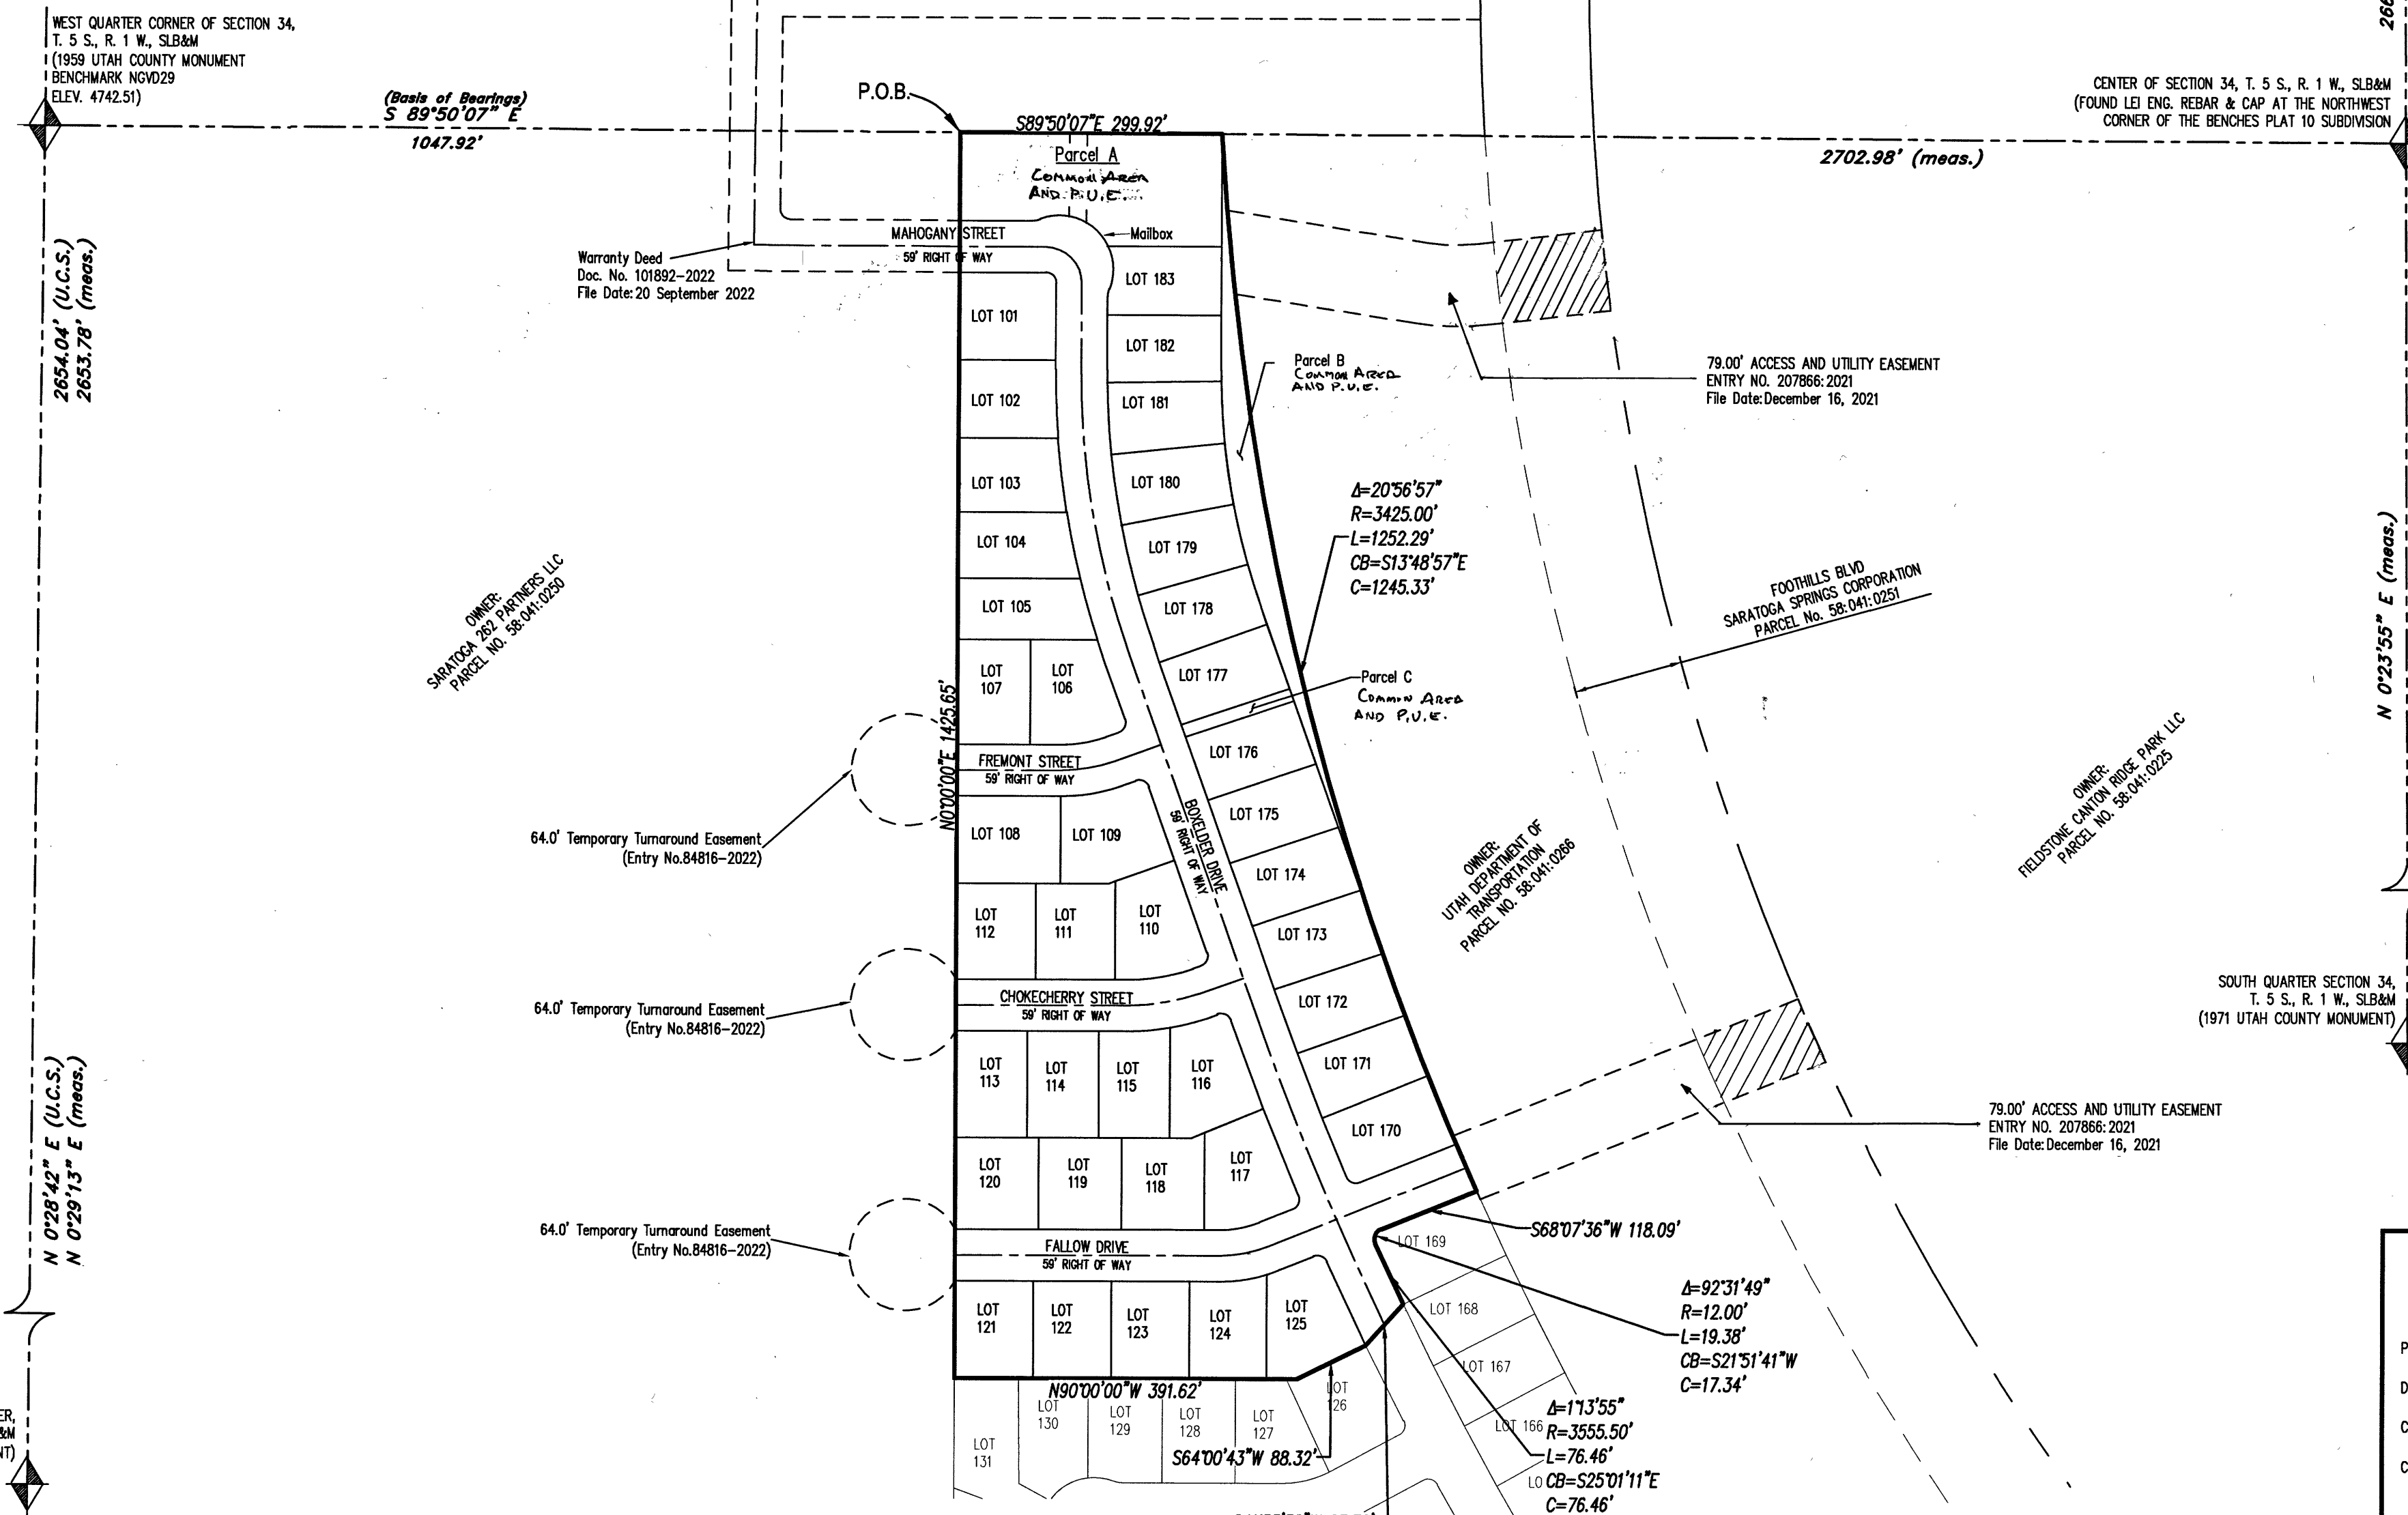 WEST QUARTER CORNER OF SECTION 34,
T. 5 S., R. 1 W., SLB&M
(1959 UTAH COUNTY MONUMENT
BENCHMARK NGVD29
ELEV. 4742.51)
(Basis of Bearings)
S 89°50'07" E
1047.92'
P.O.B.
S89°50'07"E 299.92'
CENTER OF SECTION 34, T. 5 S., R. 1 W., SLB&M
(FOUND LEI ENG. REBAR & CAP AT THE NORTHWEST
CORNER OF THE BENCHES PLAT 10 SUBDIVISION
2702.98' (meas.)
Parcel A
COMMON AREA
AND P.U.E.
MAHOGANY STREET
59' RIGHT OF WAY
Mailbox
Warranty Deed
Doc. No. 101892-2022
File Date: 20 September 2022
2654.04' (U.C.S.)
2653.78' (meas.)
LOT 183
LOT 101
LOT 182
LOT 102
LOT 181
LOT 103
LOT 180
LOT 104
LOT 179
LOT 105
LOT 178
LOT
107
LOT
106
LOT 177
Parcel B
COMMON AREA
AND P.U.E.
79.00' ACCESS AND UTILITY EASEMENT
ENTRY NO. 207866:2021
File Date: December 16, 2021
Δ=20°56'57"
R=3425.00'
L=1252.29'
CB=S13°48'57"E
C=1245.33'
FOOTHILLS BLVD
SARATOGA SPRINGS CORPORATION
PARCEL No. 58:041:0251
N 0°23'55" E (meas.)
OWNER:
SARATOGA 262 PARTNERS LLC
PARCEL NO. 58:041:0250
N0°00'00"E 1425.65'
Parcel C
COMMON AREA
AND P.U.E.
FREMONT STREET
59' RIGHT OF WAY
LOT 176
BOXELDER DRIVE
59' RIGHT OF WAY
LOT 175
64.0' Temporary Turnaround Easement
(Entry No.84816-2022)
LOT 108
LOT 109
LOT 174
OWNER:
UTAH DEPARTMENT OF
TRANSPORTATION
PARCEL NO. 58:041:0266
OWNER:
FIELDSTONE CANTON RIDGE PARK LLC
PARCEL NO. 58:041:0225
LOT
112
LOT
111
LOT
110
LOT 173
64.0' Temporary Turnaround Easement
(Entry No.84816-2022)
CHOKECHERRY STREET
59' RIGHT OF WAY
LOT 172
SOUTH QUARTER SECTION 34,
T. 5 S., R. 1 W., SLB&M
(1971 UTAH COUNTY MONUMENT)
LOT
113
LOT
114
LOT
115
LOT
116
LOT 171
N 0°28'42" E (U.C.S.)
N 0°29'13" E (meas.)
LOT 170
79.00' ACCESS AND UTILITY EASEMENT
ENTRY NO. 207866:2021
File Date: December 16, 2021
LOT
120
LOT
119
LOT
118
LOT
117
64.0' Temporary Turnaround Easement
(Entry No.84816-2022)
FALLOW DRIVE
59' RIGHT OF WAY
S68°07'36"W 118.09'
LOT 169
LOT
121
LOT
122
LOT
123
LOT
124
LOT
125
LOT 168
Δ=92°31'49"
R=12.00'
L=19.38'
CB=S21°51'41"W
C=17.34'
LOT 167
N90°00'00"W 391.62'
LOT
126
LOT
127
LOT
128
LOT
129
LOT
130
LOT
131
S64°00'43"W 88.32'
LOT 166
Δ=1°13'55"
R=3555.50'
L=76.46'
CB=S25°01'11"E
C=76.46'
LO